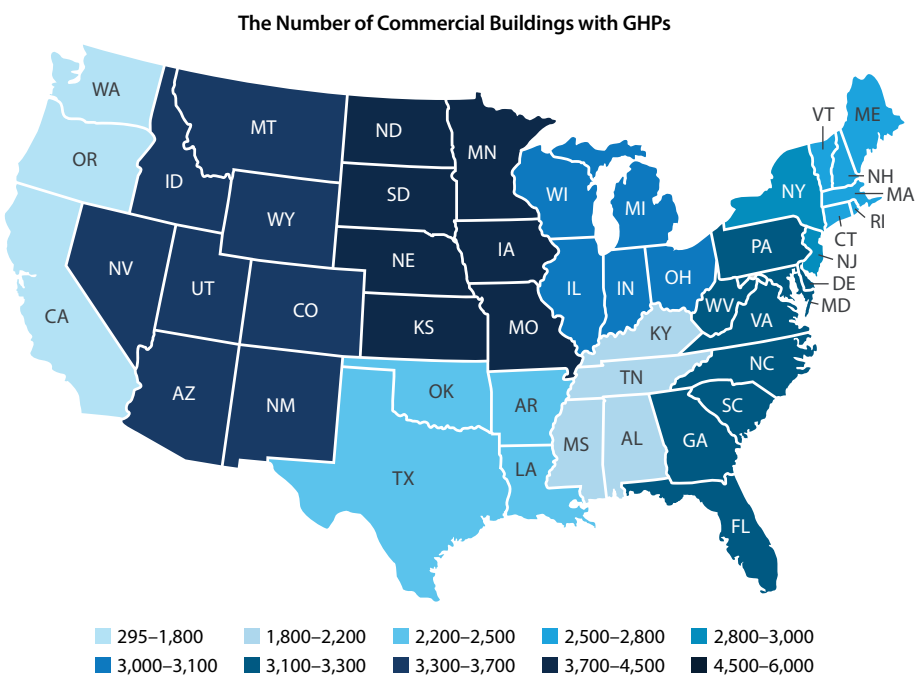 The Number of Commercial Buildings with GHPs
WA
OR
CA
ID
MT
WY
NV
UT
CO
AZ
NM
ND
SD
NE
KS
MN
IA
MO
OK
AR
TX
LA
WI
MI
IL
IN
OH
KY
TN
MS
AL
PA
WV
VA
NC
SC
GA
FL
NY
VT
ME
NH
MA
RI
CT
NJ
DE
MD
295–1,800
1,800–2,200
2,200–2,500
2,500–2,800
2,800–3,000
3,000–3,100
3,100–3,300
3,300–3,700
3,700–4,500
4,500–6,000